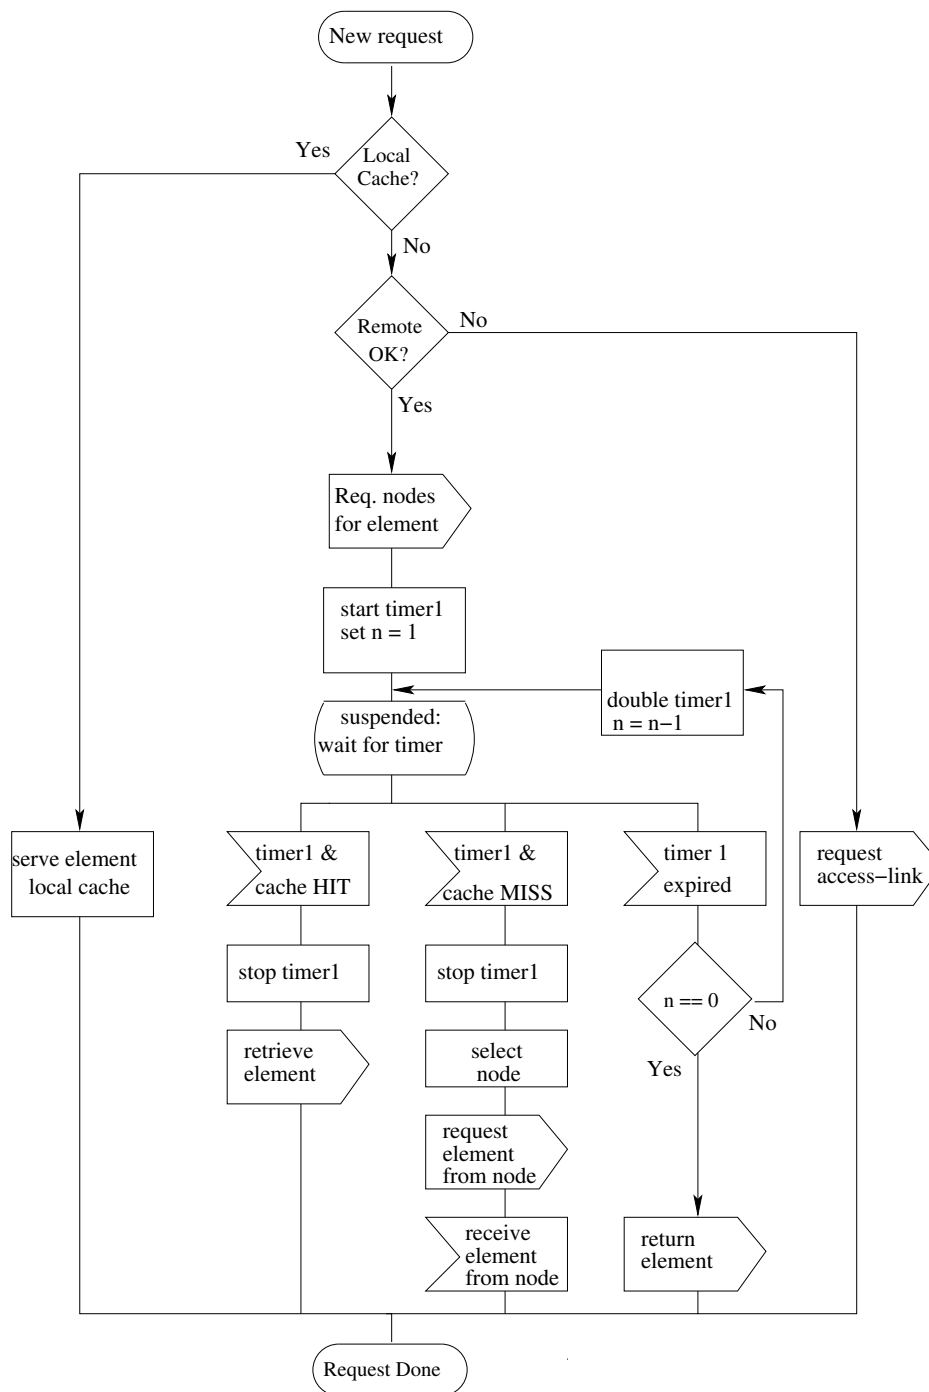 New request
Yes
Local
Cache?
No
Remote
OK?
No
Yes
Req. nodes
for element
start timer1
set n = 1
double timer1
n = n−1
suspended:
wait for timer
serve element
local cache
timer1 &
cache HIT
timer1 &
cache MISS
timer 1
expired
request
access−link
stop timer1
stop timer1
n == 0
No
Yes
retrieve
element
select
node
request
element
from node
receive
element
from node
return
element
Request Done